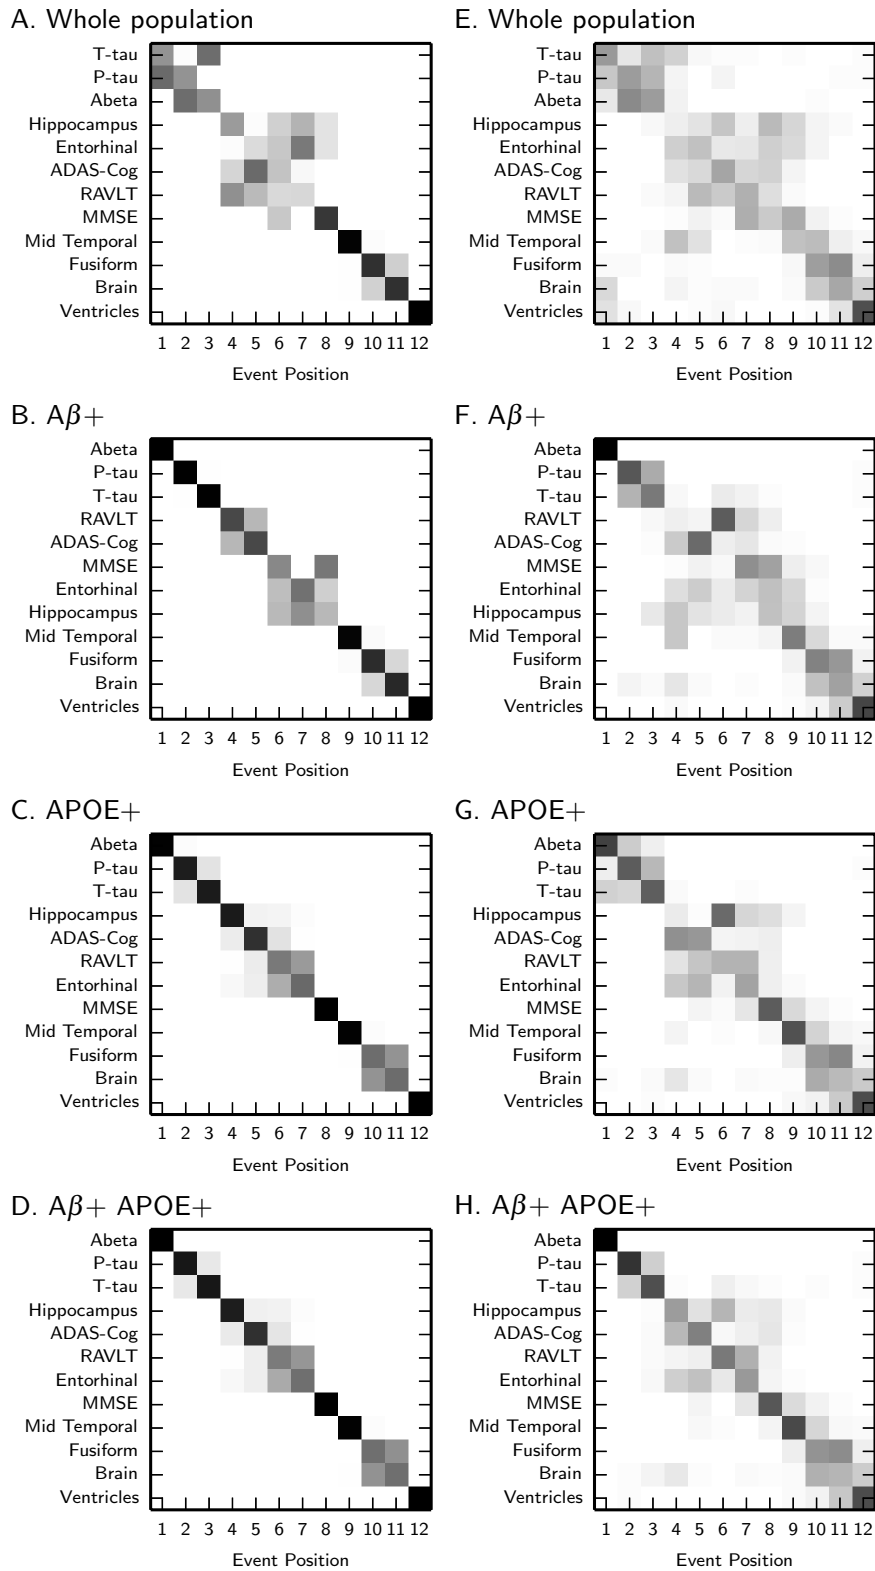 A. Whole population
T-tau
P-tau
Abeta
Hippocampus
Entorhinal
ADAS-Cog
RAVLT
MMSE
Mid Temporal
Fusiform
Brain
Ventricles
1 2 3 4 5 6 7 8 9 10 11 12
Event Position
E. Whole population
T-tau
P-tau
Abeta
Hippocampus
Entorhinal
ADAS-Cog
RAVLT
MMSE
Mid Temporal
Fusiform
Brain
Ventricles
1 2 3 4 5 6 7 8 9 10 11 12
Event Position
B. Aβ+
Abeta
P-tau
T-tau
RAVLT
ADAS-Cog
MMSE
Entorhinal
Hippocampus
Mid Temporal
Fusiform
Brain
Ventricles
1 2 3 4 5 6 7 8 9 10 11 12
Event Position
F. Aβ+
Abeta
P-tau
T-tau
RAVLT
ADAS-Cog
MMSE
Entorhinal
Hippocampus
Mid Temporal
Fusiform
Brain
Ventricles
1 2 3 4 5 6 7 8 9 10 11 12
Event Position
C. APOE+
Abeta
P-tau
T-tau
Hippocampus
ADAS-Cog
RAVLT
Entorhinal
MMSE
Mid Temporal
Fusiform
Brain
Ventricles
1 2 3 4 5 6 7 8 9 10 11 12
Event Position
G. APOE+
Abeta
P-tau
T-tau
Hippocampus
ADAS-Cog
RAVLT
Entorhinal
MMSE
Mid Temporal
Fusiform
Brain
Ventricles
1 2 3 4 5 6 7 8 9 10 11 12
Event Position
D. Aβ+ APOE+
Abeta
P-tau
T-tau
Hippocampus
ADAS-Cog
RAVLT
Entorhinal
MMSE
Mid Temporal
Fusiform
Brain
Ventricles
1 2 3 4 5 6 7 8 9 10 11 12
Event Position
H. Aβ+ APOE+
Abeta
P-tau
T-tau
Hippocampus
ADAS-Cog
RAVLT
Entorhinal
MMSE
Mid Temporal
Fusiform
Brain
Ventricles
1 2 3 4 5 6 7 8 9 10 11 12
Event Position